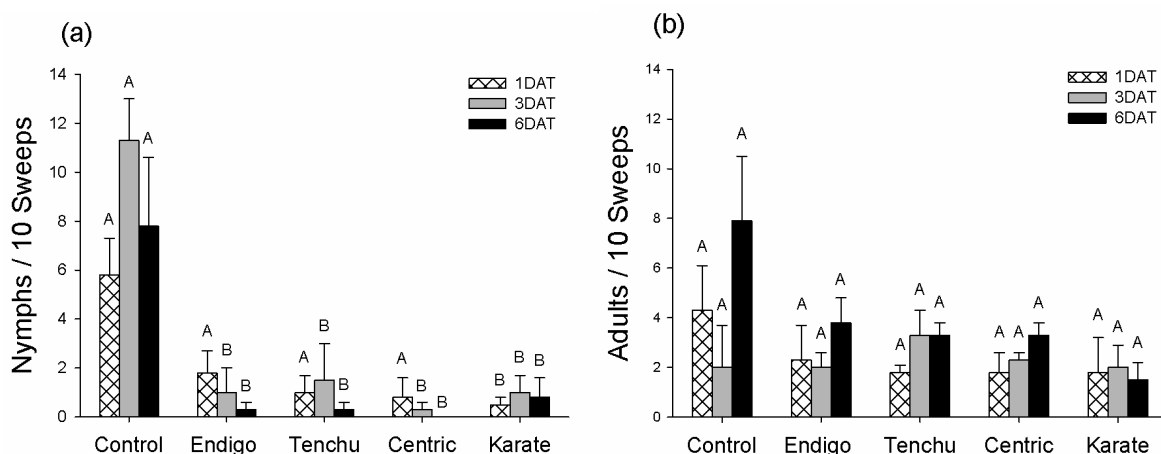 (a)
14
12
10
8
6
4
2
0
Nymphs / 10 Sweeps
1DAT
3DAT
6DAT
A A A
A B B
A B B
A B B
B B B
Control Endigo Tenchu Centric Karate
(b)
14
12
10
8
6
4
2
0
Adults / 10 Sweeps
1DAT
3DAT
6DAT
A A A
A A A
A A A
A A A
A A A
Control Endigo Tenchu Centric Karate